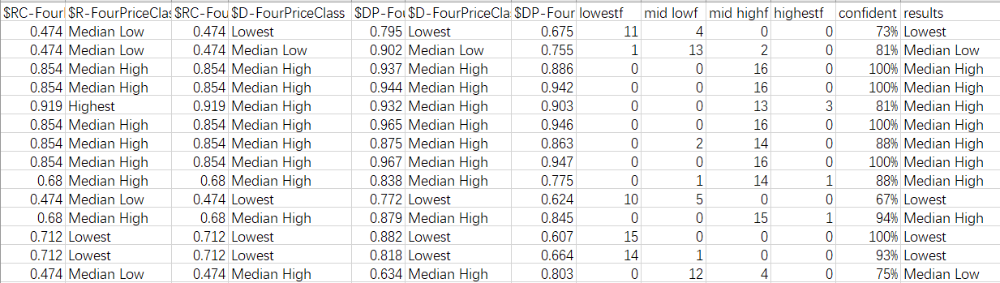 $RC-Four $R-FourPriceClas $RC-Fou $D-FourPriceClass $DP-Fou $D-FourPriceCla $DP-Four lowestf mid lowf mid highf highestf confident results
0.474 Median Low 0.474 Lowest 0.795 Lowest 0.675 11 4 0 0 73% Lowest
0.474 Median Low 0.474 Median Low 0.902 Median Low 0.755 1 13 2 0 81% Median Low
0.854 Median High 0.854 Median High 0.937 Median High 0.886 0 0 16 0 100% Median High
0.854 Median High 0.854 Median High 0.944 Median High 0.942 0 0 16 0 100% Median High
0.919 Highest 0.919 Median High 0.932 Median High 0.903 0 0 13 3 81% Median High
0.854 Median High 0.854 Median High 0.965 Median High 0.946 0 0 16 0 100% Median High
0.854 Median High 0.854 Median High 0.875 Median High 0.863 0 2 14 0 88% Median High
0.854 Median High 0.854 Median High 0.967 Median High 0.947 0 0 16 0 100% Median High
0.68 Median High 0.68 Median High 0.838 Median High 0.775 0 1 14 1 88% Median High
0.474 Median Low 0.474 Lowest 0.772 Lowest 0.624 10 5 0 0 67% Lowest
0.68 Median High 0.68 Median High 0.879 Median High 0.845 0 0 15 1 94% Median High
0.712 Lowest 0.712 Lowest 0.882 Lowest 0.607 15 0 0 0 100% Lowest
0.712 Lowest 0.712 Lowest 0.818 Lowest 0.664 14 1 0 0 93% Lowest
0.474 Median Low 0.474 Median High 0.634 Median High 0.803 0 12 4 0 75% Median Low